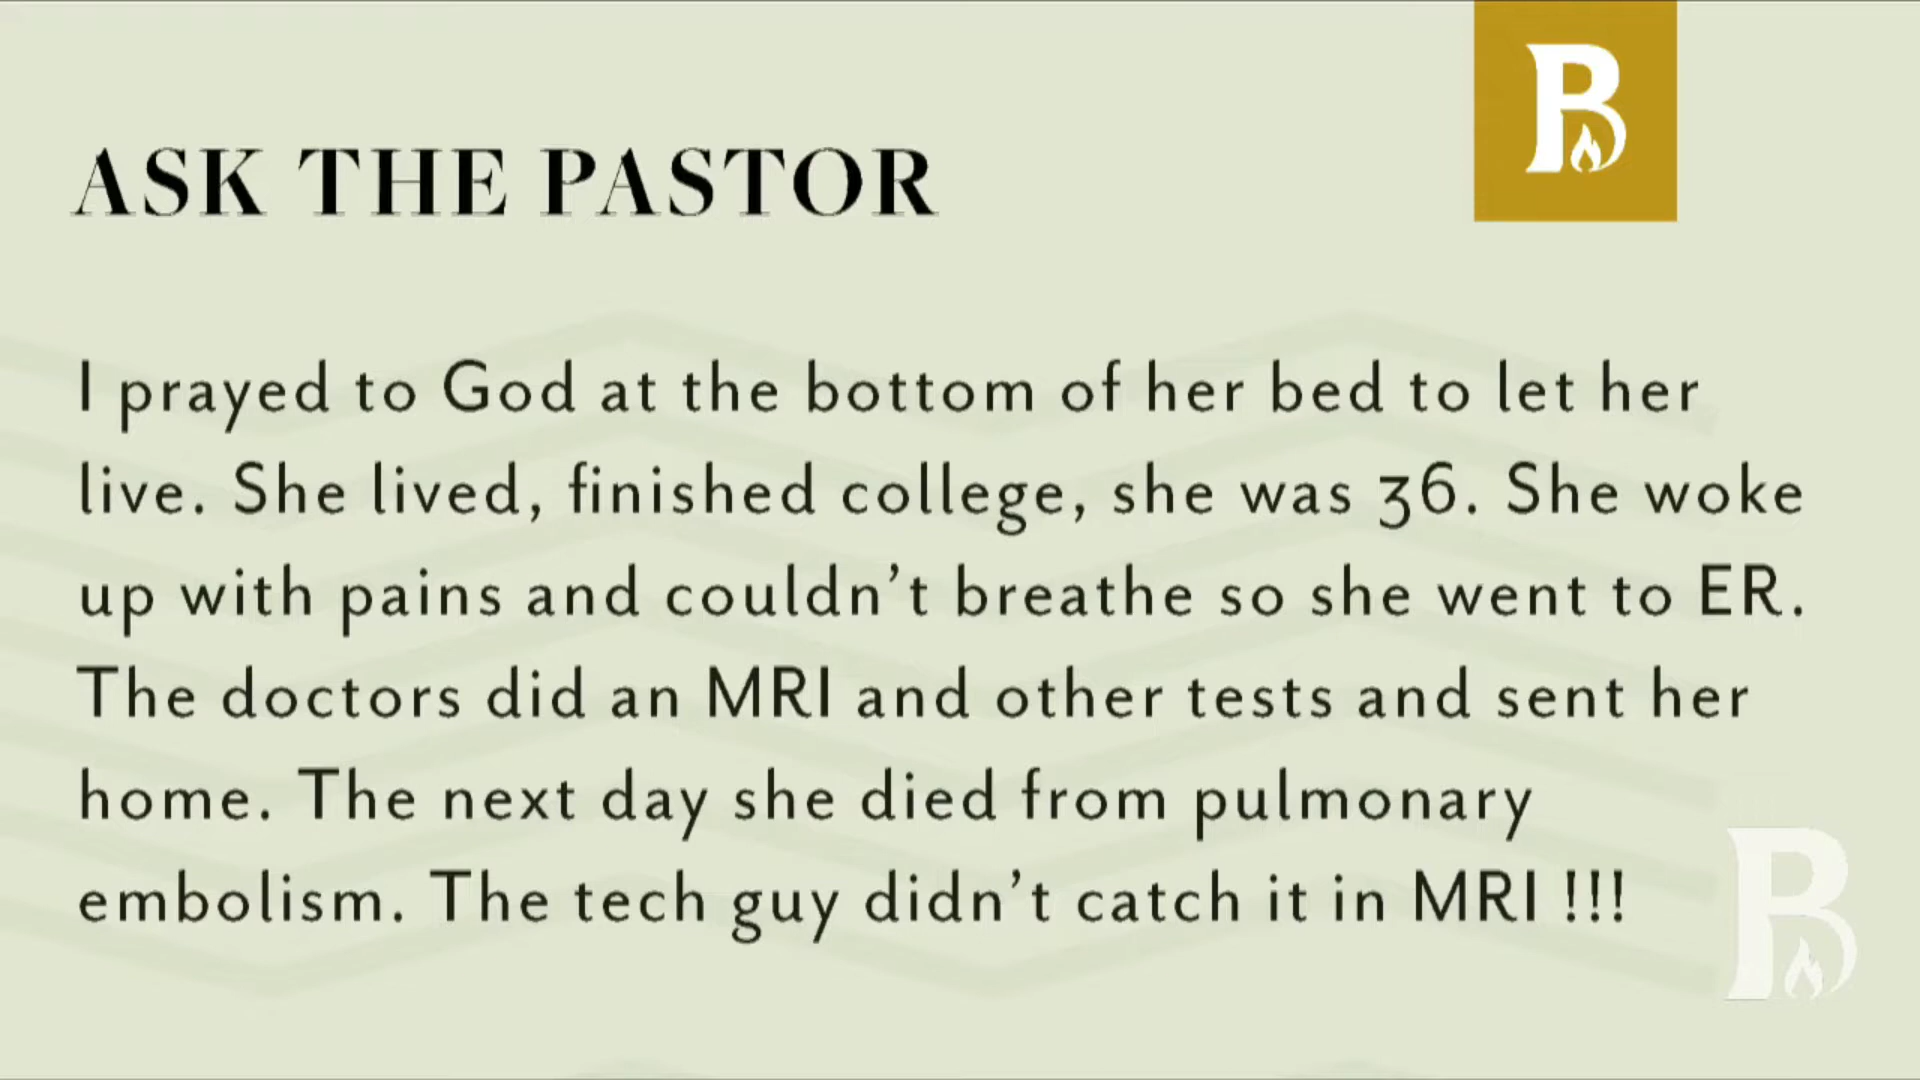 B
ASK THE PASTOR
I prayed to God at the bottom of her bed to let her
live. She lived, finished college, she was 36. She woke
up with pains and couldn’t breathe so she went to ER.
The doctors did an MRI and other tests and sent her
home. The next day she died from pulmonary
embolism. The tech guy didn’t catch it in MRI !!!
B